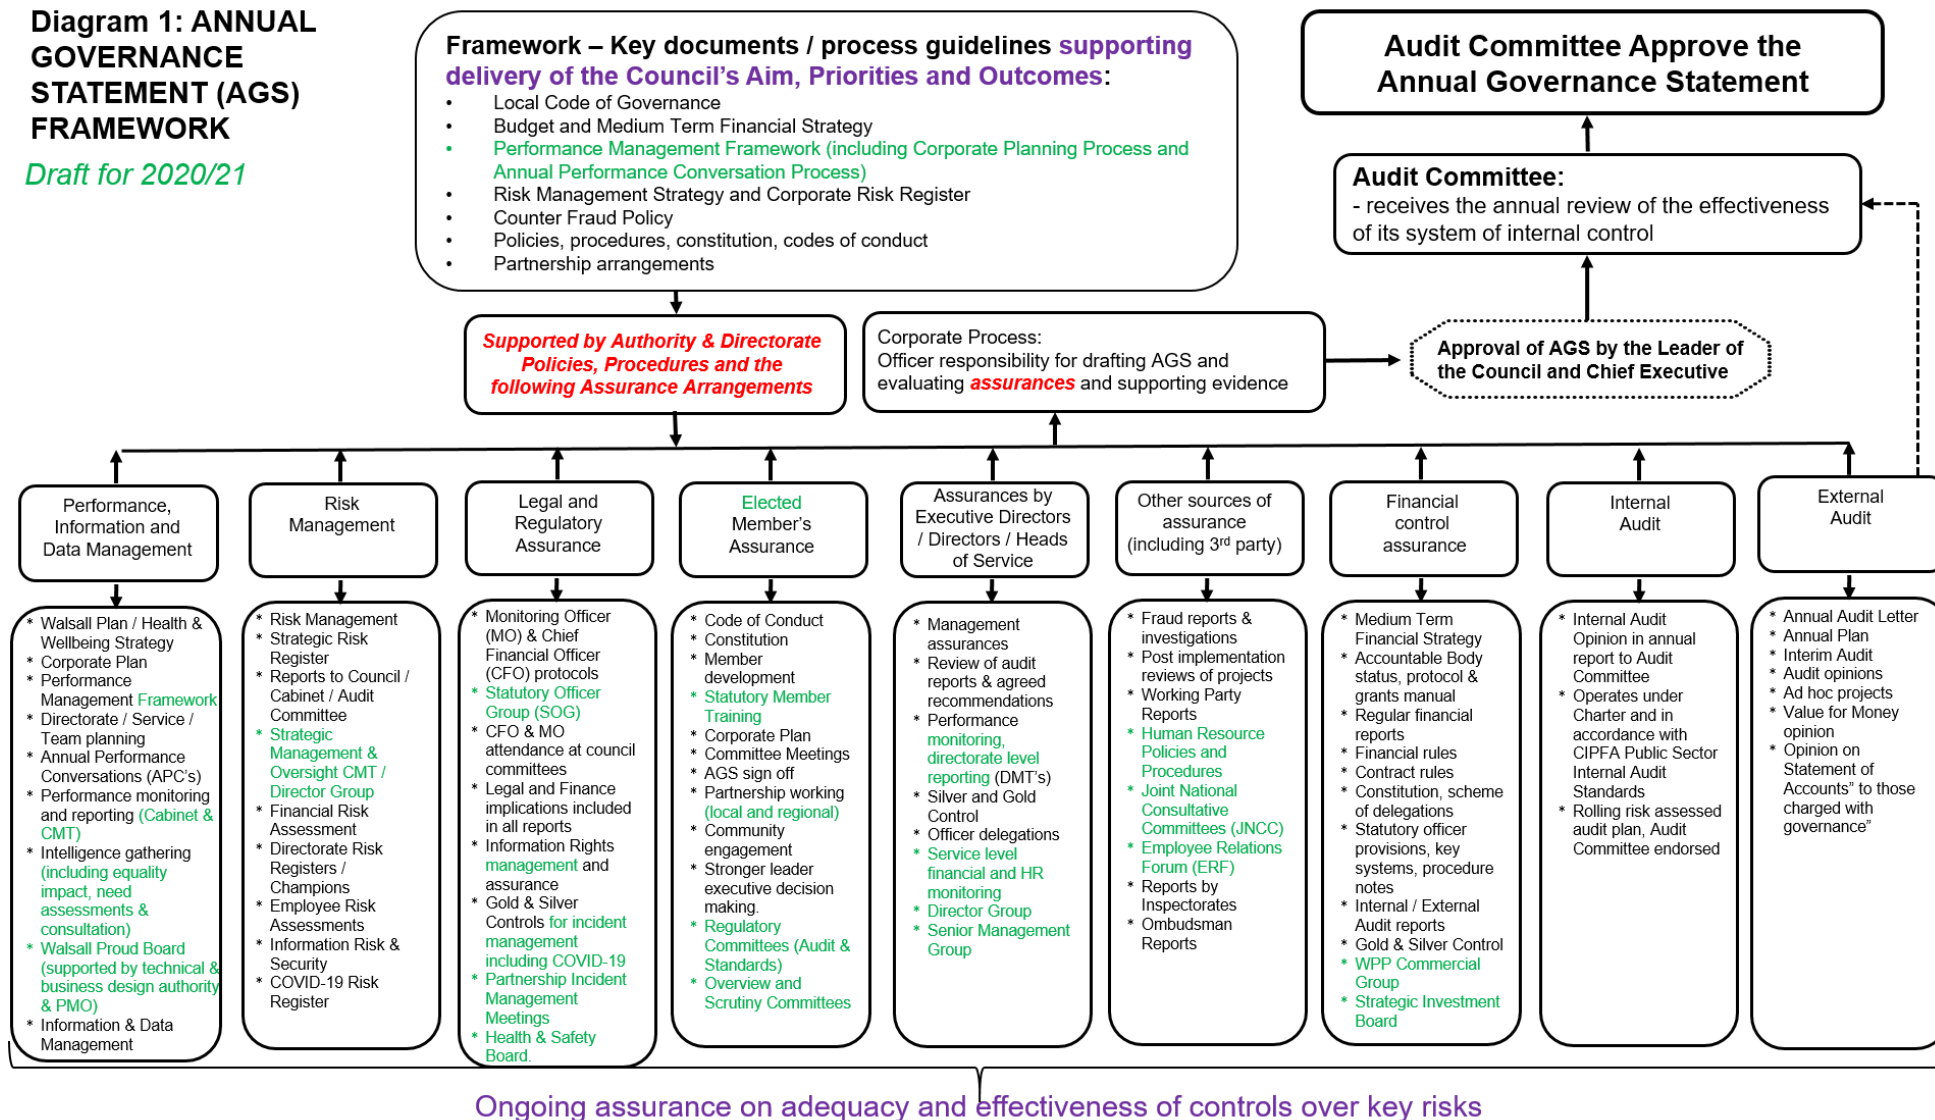 Diagram 1: ANNUAL
GOVERNANCE
STATEMENT (AGS)
FRAMEWORK
Draft for 2020/21
Framework – Key documents / process guidelines supporting
delivery of the Council's Aim, Priorities and Outcomes:
• Local Code of Governance
• Budget and Medium Term Financial Strategy
• Performance Management Framework (including Corporate Planning Process and
Annual Performance Conversation Process)
• Risk Management Strategy and Corporate Risk Register
• Counter Fraud Policy
• Policies, procedures, constitution, codes of conduct
• Partnership arrangements
Audit Committee Approve the
Annual Governance Statement
Audit Committee:
- receives the annual review of the effectiveness
of its system of internal control
Supported by Authority & Directorate
Policies, Procedures and the
following Assurance Arrangements
Corporate Process:
Officer responsibility for drafting AGS and
evaluating assurances and supporting evidence
Approval of AGS by the Leader of
the Council and Chief Executive
Performance,
Information and
Data Management
Risk
Management
Legal and
Regulatory
Assurance
Elected
Member's
Assurance
Assurances by
Executive Directors
/ Directors / Heads
of Service
Other sources of
assurance
(including 3rd party)
Financial
control
assurance
Internal
Audit
External
Audit
* Walsall Plan / Health &
Wellbeing Strategy
* Corporate Plan
* Performance
Management Framework
* Directorate / Service /
Team planning
* Annual Performance
Conversations (APC's)
* Performance monitoring
and reporting (Cabinet &
CMT)
* Intelligence gathering
(including equality
impact, need
assessments &
consultation)
* Walsall Proud Board
(supported by technical &
business design authority
& PMO)
* Information & Data
Management
* Risk Management
* Strategic Risk
Register
* Reports to Council /
Cabinet / Audit
Committee
* Strategic
Management &
Oversight CMT /
Director Group
* Financial Risk
Assessment
* Directorate Risk
Registers /
Champions
* Employee Risk
Assessments
* Information Risk &
Security
* COVID-19 Risk
Register
* Monitoring Officer
(MO) & Chief
Financial Officer
(CFO) protocols
* Statutory Officer
Group (SOG)
* CFO & MO
attendance at council
committees
* Legal and Finance
implications included
in all reports
* Information Rights
management and
assurance
* Gold & Silver
Controls for incident
management
including COVID-19
* Partnership Incident
Management
Meetings
* Health & Safety
Board.
* Code of Conduct
* Constitution
* Member
development
* Statutory Member
Training
* Corporate Plan
* Committee Meetings
* AGS sign off
* Partnership working
(local and regional)
* Community
engagement
* Stronger leader
executive decision
making.
* Regulatory
Committees (Audit &
Standards)
* Overview and
Scrutiny Committees
* Management
assurances
* Review of audit
reports & agreed
recommendations
* Performance
monitoring,
directorate level
reporting (DMT's)
* Silver and Gold
Control
* Officer delegations
* Service level
financial and HR
monitoring
* Director Group
* Senior Management
Group
* Fraud reports &
investigations
* Post implementation
reviews of projects
* Working Party
Reports
* Human Resource
Policies and
Procedures
* Joint National
Consultative
Committees (JNCC)
* Employee Relations
Forum (ERF)
* Reports by
Inspectorates
* Ombudsman
Reports
* Medium Term
Financial Strategy
* Accountable Body
status, protocol &
grants manual
* Regular financial
reports
* Financial rules
* Contract rules
* Constitution, scheme
of delegations
* Statutory officer
provisions, key
systems, procedure
notes
* Internal / External
Audit reports
* Gold & Silver Control
* WPP Commercial
Group
* Strategic Investment
Board
* Internal Audit
Opinion in annual
report to Audit
Committee
* Operates under
Charter and in
accordance with
CIPFA Public Sector
Internal Audit
Standards
* Rolling risk assessed
audit plan, Audit
Committee endorsed
* Annual Audit Letter
* Annual Plan
* Interim Audit
* Audit opinions
* Ad hoc projects
* Value for Money
opinion
* Opinion on
Statement of
Accounts" to those
charged with
governance"
Ongoing assurance on adequacy and effectiveness of controls over key risks